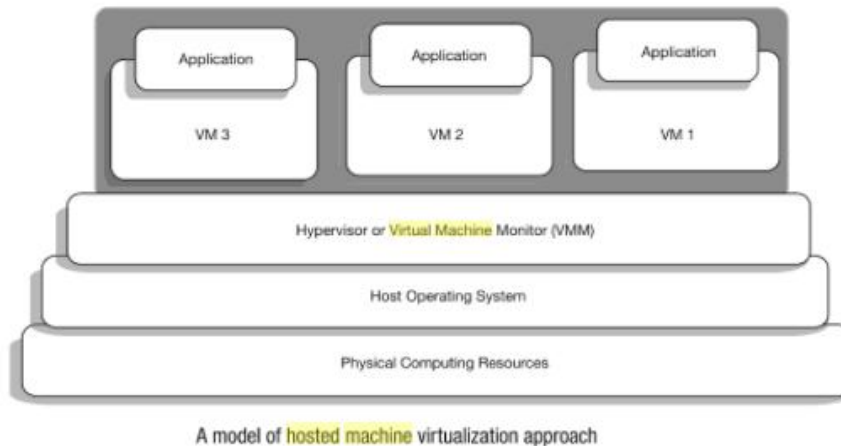 Application
Application
Application
VM 3
VM 2
VM 1
Hypervisor or Virtual Machine Monitor (VMM)
Host Operating System
Physical Computing Resources
A model of hosted machine virtualization approach